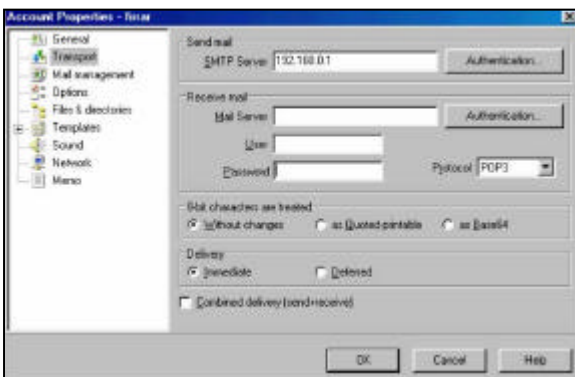 Account Properties - finar
General
Transport
Mail management
Options
Files & directories
Templates
Sound
Network
Memo
Send mail
SMTP Server 192.168.0.1
Authentication...
Receive mail
Mail Server
Authentication...
User
Password
Protocol POP3
8-bit characters are treated
Without changes as Quoted-printable as Base64
Delivery
Immediate Deferred
Combined delivery (send+receive)
OK Cancel Help